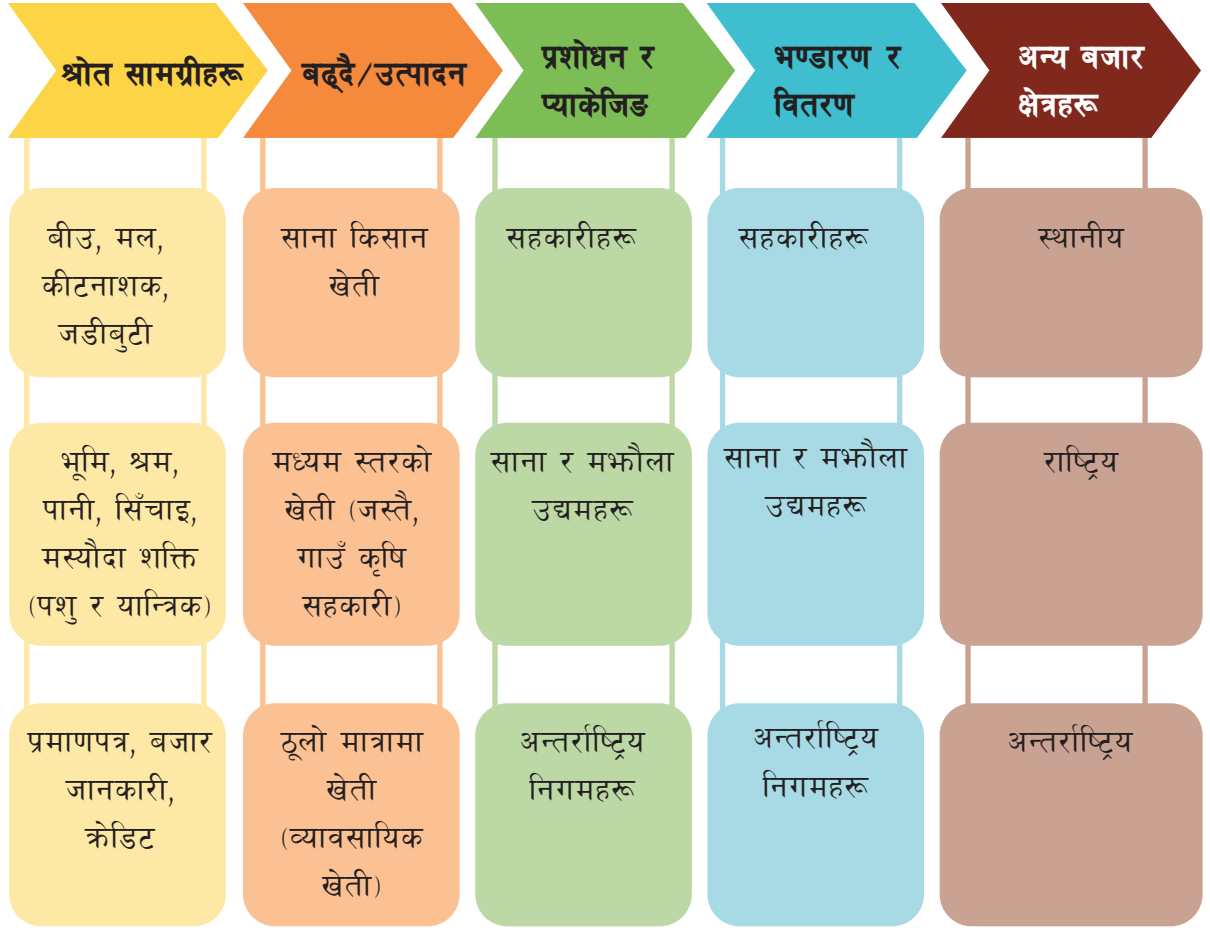 श्रोत सामग्रीहरू
बढ्दै/उत्पादन
प्रशोधन र
प्याकेजिङ
भण्डारण र
वितरण
अन्य बजार
क्षेत्रहरू
बीउ, मल,
कीटनाशक,
जडीबुटी
साना किसान
खेती
सहकारीहरू
सहकारीहरू
स्थानीय
भूमि, श्रम,
पानी, सिँचाइ,
मस्यौदा शक्ति
(पशु र यान्त्रिक)
मध्यम स्तरको
खेती (जस्तै,
गाउँ कृषि
सहकारी)
साना र मझौला
उद्यमहरू
साना र मझौला
उद्यमहरू
राष्ट्रिय
प्रमाणपत्र, बजार
जानकारी,
क्रेडिट
ठूलो मात्रामा
खेती
(व्यावसायिक
खेती)
अन्तर्राष्ट्रिय
निगमहरू
अन्तर्राष्ट्रिय
निगमहरू
अन्तर्राष्ट्रिय